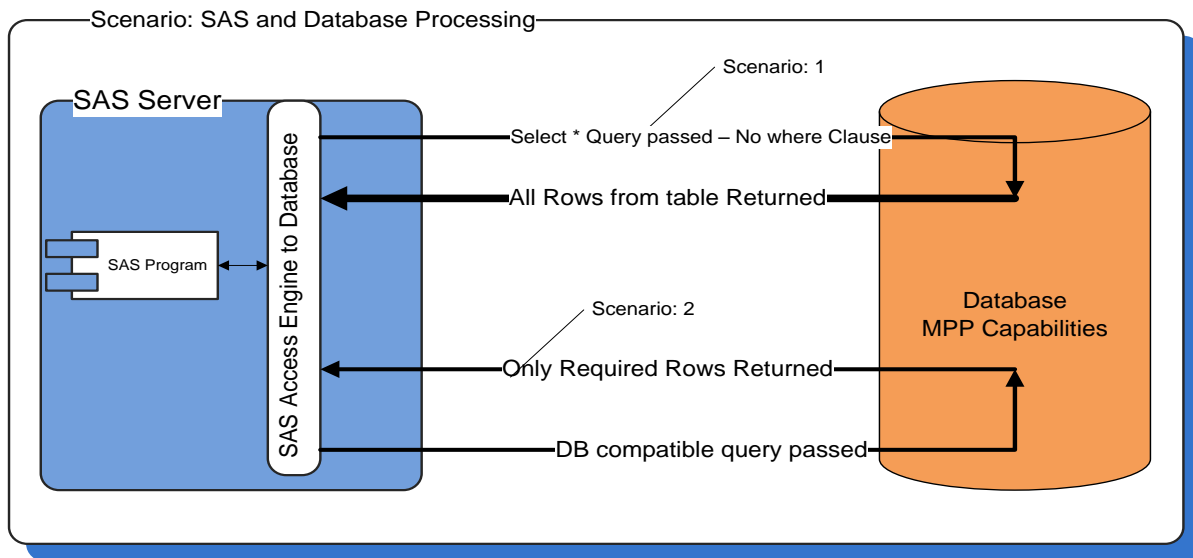 Scenario: SAS and Database Processing
Scenario: 1
SAS Server
Select * Query passed – No where Clause
All Rows from table Returned
SAS Access Engine to Database
SAS Program
Scenario: 2
Database
MPP Capabilities
Only Required Rows Returned
DB compatible query passed